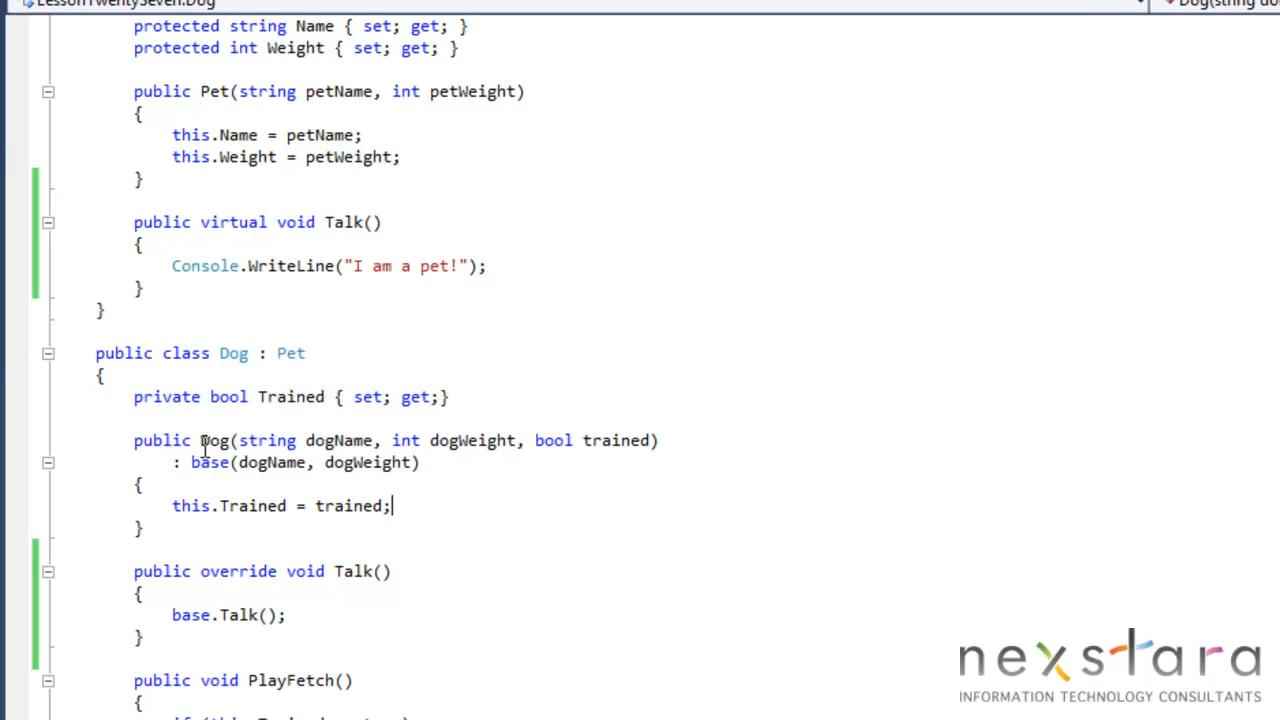 LessonTwentySeven.Dog Dog(string do
protected string Name { set; get; }
protected int Weight { set; get; }
public Pet(string petName, int petWeight)
{
this.Name = petName;
this.Weight = petWeight;
}
public virtual void Talk()
{
Console.WriteLine("I am a pet!");
}
}
public class Dog : Pet
{
private bool Trained { set; get;}
public Dog(string dogName, int dogWeight, bool trained)
: base(dogName, dogWeight)
{
this.Trained = trained;
}
public override void Talk()
{
base.Talk();
}
public void PlayFetch()
{
nexstara
INFORMATION TECHNOLOGY CONSULTANTS